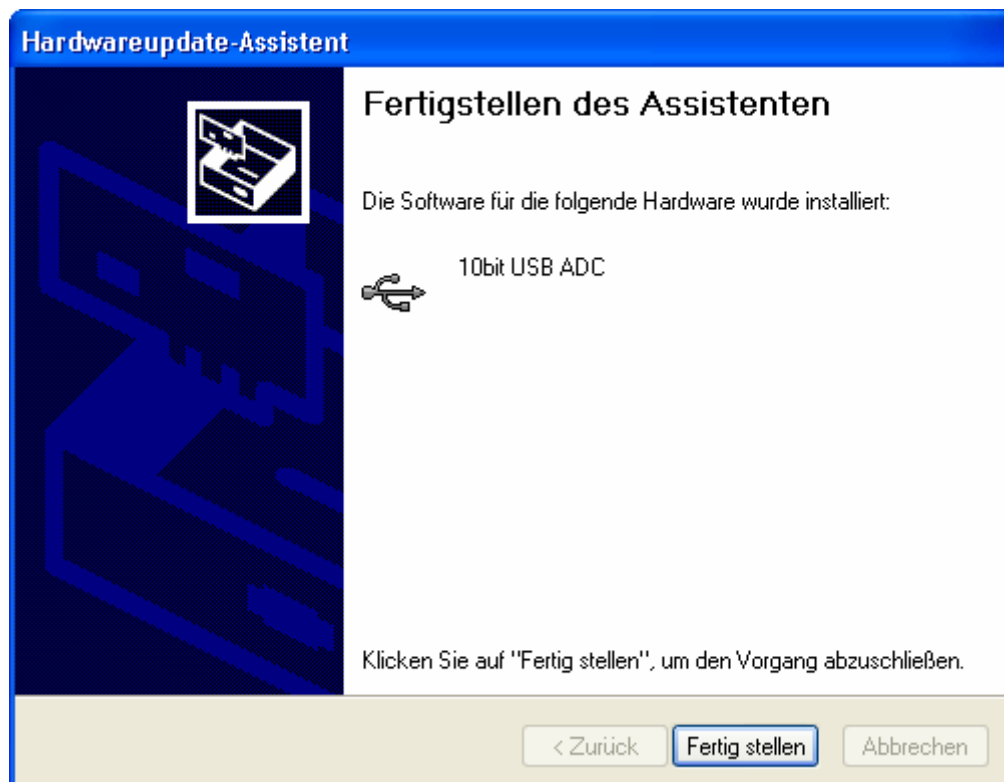 Hardwareupdate-Assistent
Fertigstellen des Assistenten
Die Software für die folgende Hardware wurde installiert:
10bit USB ADC
Klicken Sie auf "Fertig stellen", um den Vorgang abzuschließen.
< Zurück Fertig stellen Abbrechen